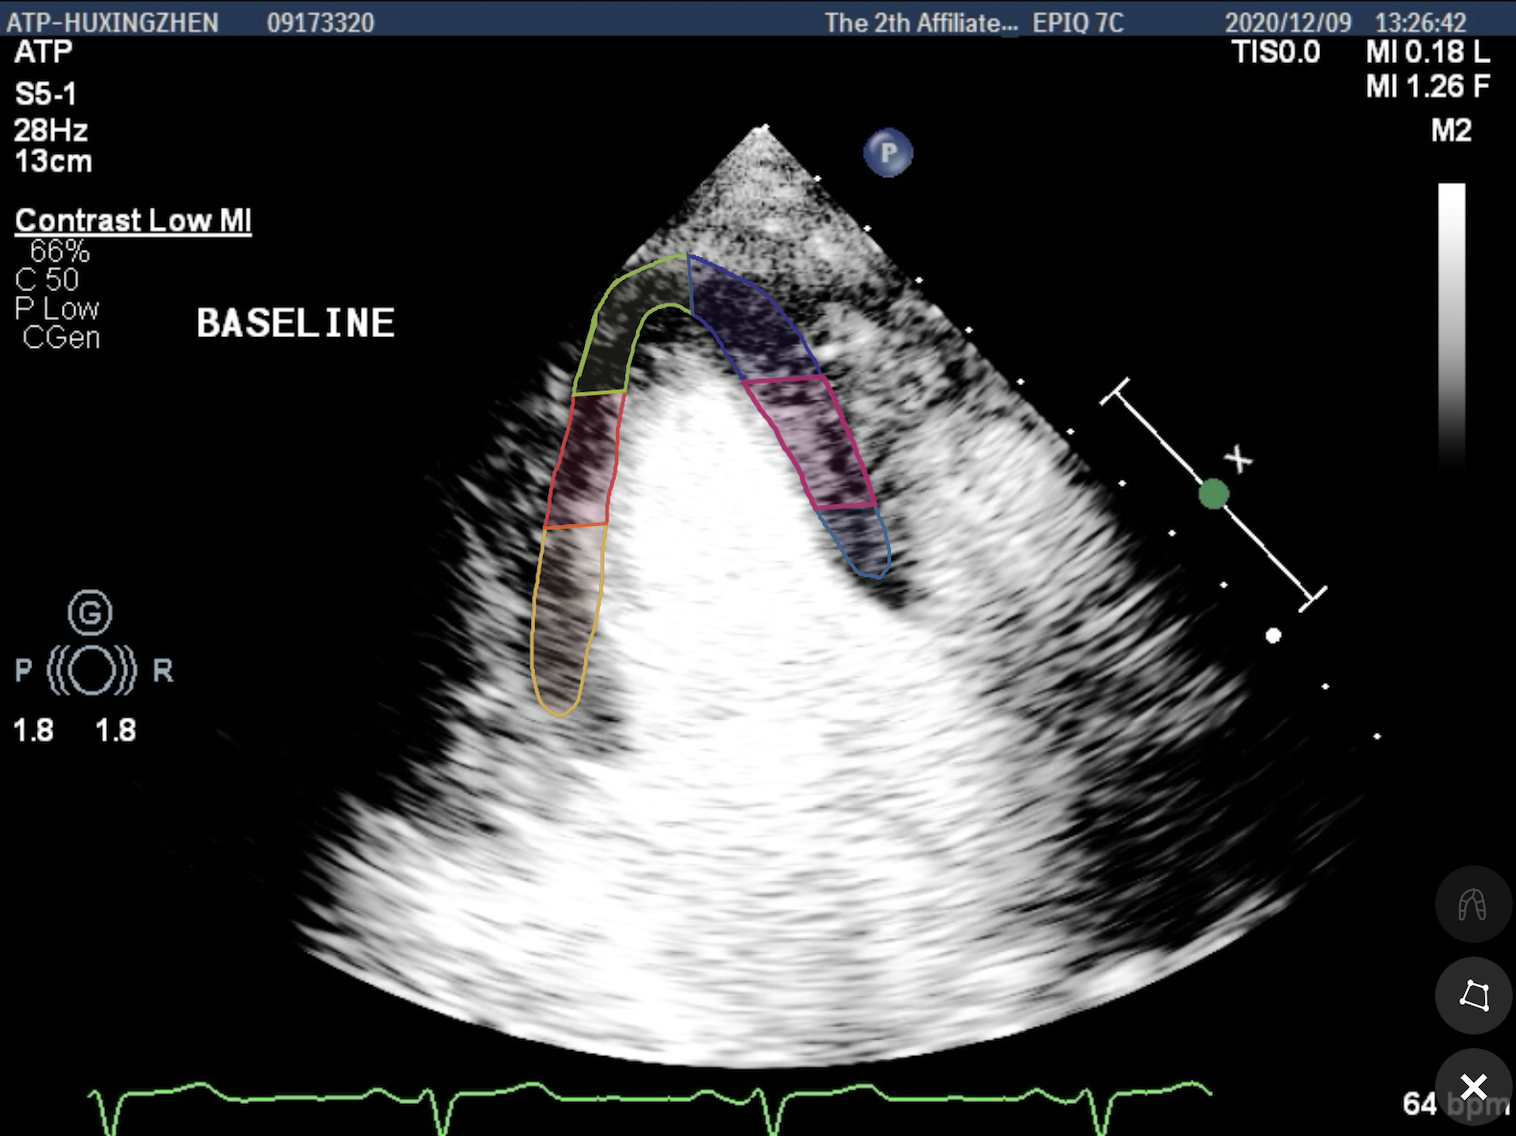 ATP-HUXINGZHEN 09173320 The 2th Affiliate... EPIQ 7C 2020/12/09 13:26:42
ATP TIS0.0 MI 0.18 L
S5-1 MI 1.26 F
28Hz M2
13cm
P
Contrast Low MI
66%
C 50
P Low
CGen
BASELINE
X
G
P R
1.8 1.8
64 bpm